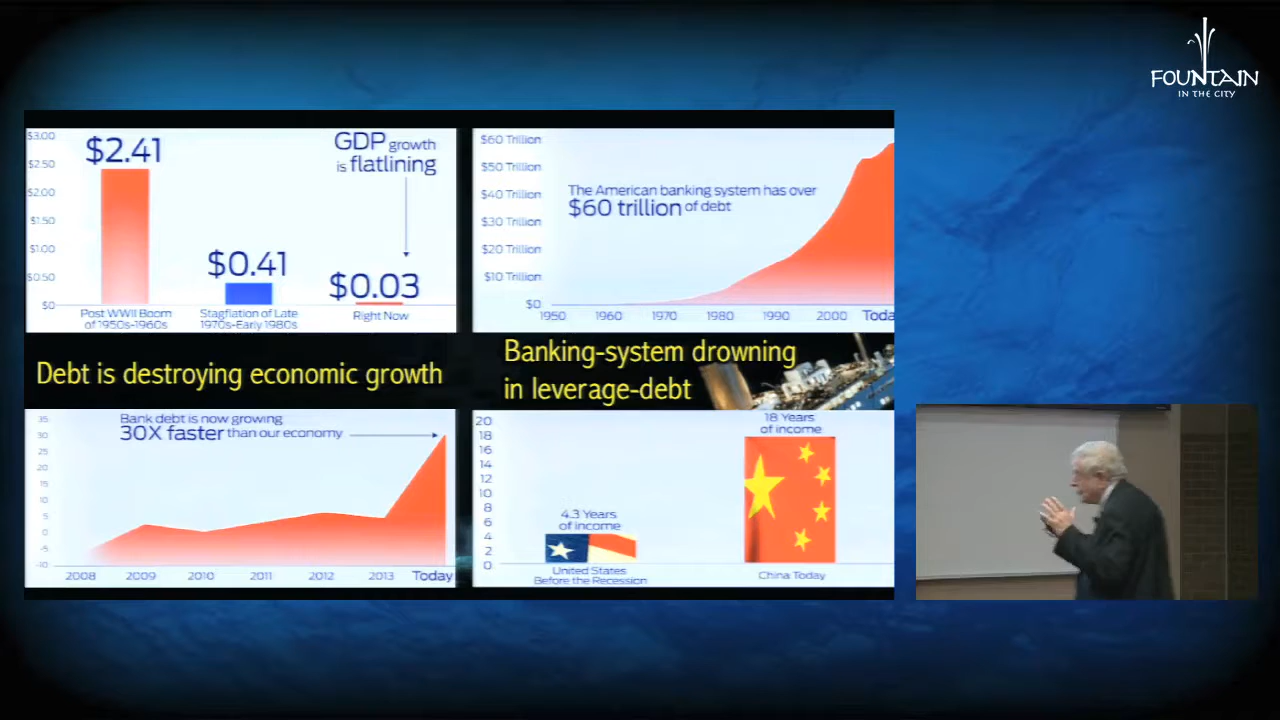 FOUNTAIN
IN THE CITY
$3.00
$2.50
$2.00
$1.50
$1.00
$0.50
$0
$2.41
$0.41
$0.03
GDP growth
is flatlining
Post WWII Boom
of 1950s-1960s
Stagflation of Late
1970s-Early 1980s
Right Now
$60 Trillion
$50 Trillion
$40 Trillion
$30 Trillion
$20 Trillion
$10 Trillion
$0
The American banking system has over
$60 trillion of debt
1950 1960 1970 1980 1990 2000 Toda
Debt is destroying economic growth
Banking-system drowning
in leverage-debt
35
30
25
20
15
10
5
0
-5
-10
Bank debt is now growing
30X faster than our economy
2008 2009 2010 2011 2012 2013 Today
20
18
16
14
12
10
8
6
4
2
0
4.3 Years
of income
18 Years
of income
United States
Before the Recession
China Today